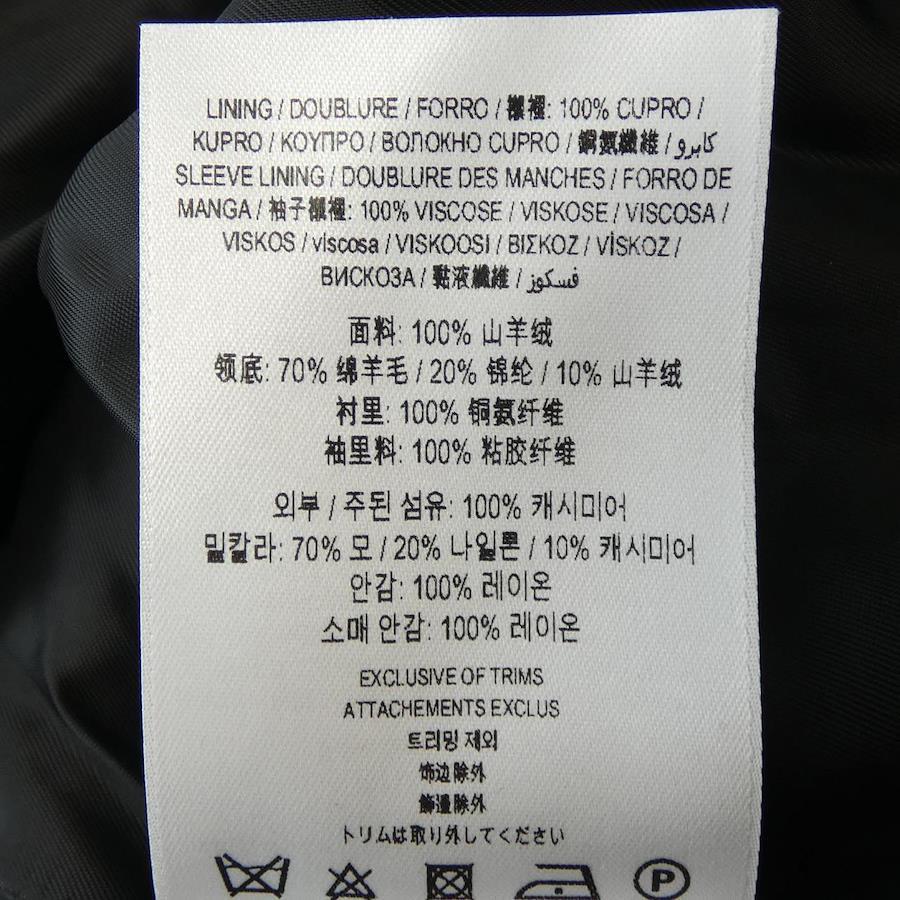 LINING / DOUBLURE / FORRO / 襯裡: 100% CUPRO /
KUPRO / ΚΟΥΠΡΟ / ВОЛОКНО CUPRO / 銅氨纖維 / كابرو
SLEEVE LINING / DOUBLURE DES MANCHES / FORRO DE
MANGA / 袖子襯裡: 100% VISCOSE / VISKOSE / VISCOSA /
VISKOS / viscosa / VISKOOSI / ΒΙΣΚΟΖ / VİSKOZ /
ВИСКОЗА / 黏液纖維 / فسكوز
面料: 100% 山羊绒
领底: 70% 绵羊毛 / 20% 锦纶 / 10% 山羊绒
衬里: 100% 铜氨纤维
袖里料: 100% 粘胶纤维
외부 / 주된 섬유: 100% 캐시미어
밑칼라: 70% 모 / 20% 나일론 / 10% 캐시미어
안감: 100% 레이온
소매 안감: 100% 레이온
EXCLUSIVE OF TRIMS
ATTACHEMENTS EXCLUS
트리밍 제외
饰边除外
飾邊除外
トリムは取り外してください
P